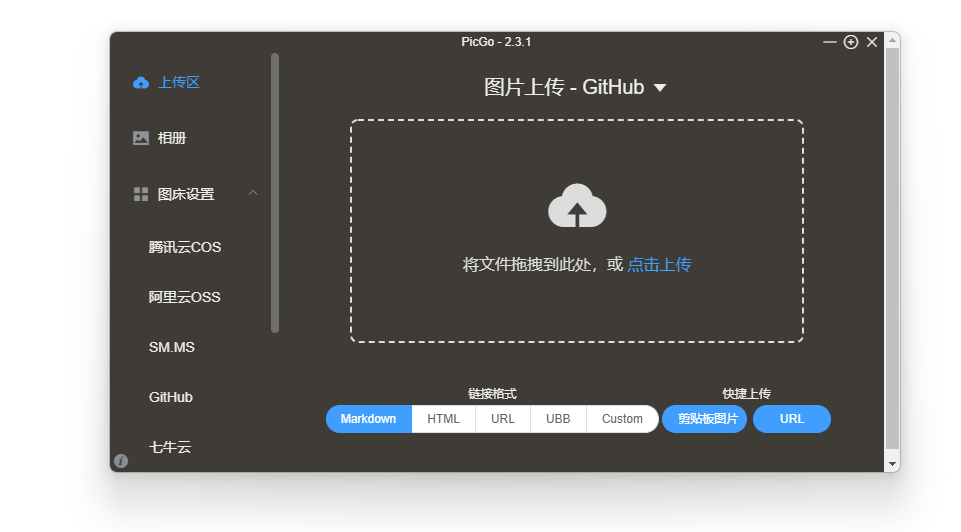 PicGo - 2.3.1
上传区
相册
图床设置
腾讯云COS
阿里云OSS
SM.MS
GitHub
七牛云
图片上传 - GitHub
将文件拖拽到此处，或 点击上传
链接格式
Markdown HTML URL UBB Custom
快捷上传
剪贴板图片 URL